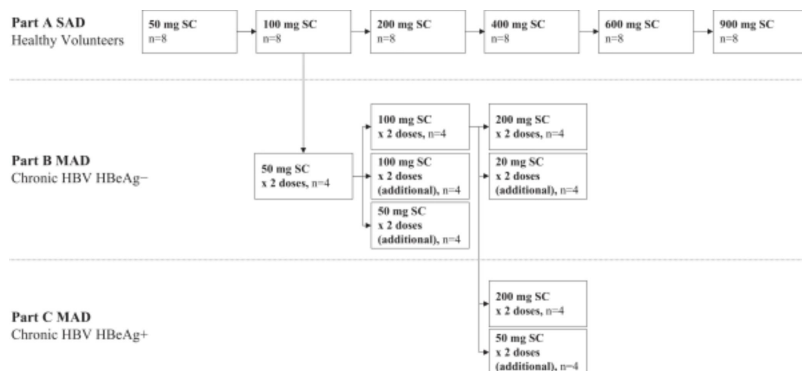 Part A SAD
Healthy Volunteers
50 mg SC
n=8
100 mg SC
n=8
200 mg SC
n=8
400 mg SC
n=8
600 mg SC
n=8
900 mg SC
n=8
Part B MAD
Chronic HBV HBeAg−
50 mg SC
x 2 doses, n=4
100 mg SC
x 2 doses, n=4
100 mg SC
x 2 doses
(additional), n=4
50 mg SC
x 2 doses
(additional), n=4
200 mg SC
x 2 doses, n=4
20 mg SC
x 2 doses
(additional), n=4
Part C MAD
Chronic HBV HBeAg+
200 mg SC
x 2 doses, n=4
50 mg SC
x 2 doses
(additional), n=4